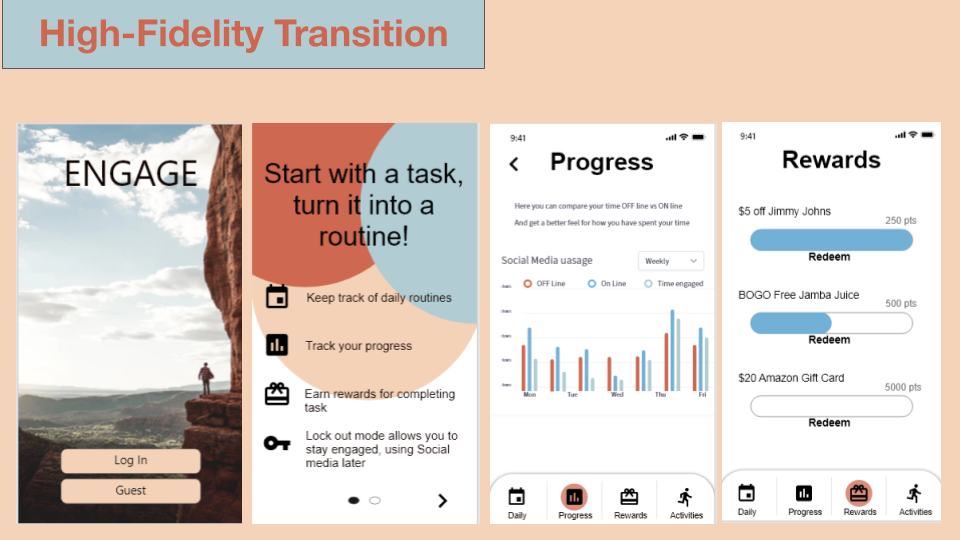 High-Fidelity Transition
ENGAGE
Log In
Guest
Start with a task,
turn it into a
routine!
Keep track of daily routines
Track your progress
Earn rewards for completing
task
Lock out mode allows you to
stay engaged, using Social
media later
9:41
Progress
Here you can compare your time OFF line vs ON line
And get a better feel for how you have spent your time
Social Media uasage
Weekly
OFF Line
On Line
Time engaged
Mon
Tue
Wed
Thu
Fri
Daily
Progress
Rewards
Activities
9:41
Rewards
$5 off Jimmy Johns
250 pts
Redeem
BOGO Free Jamba Juice
500 pts
Redeem
$20 Amazon Gift Card
5000 pts
Redeem
Daily
Progress
Rewards
Activities